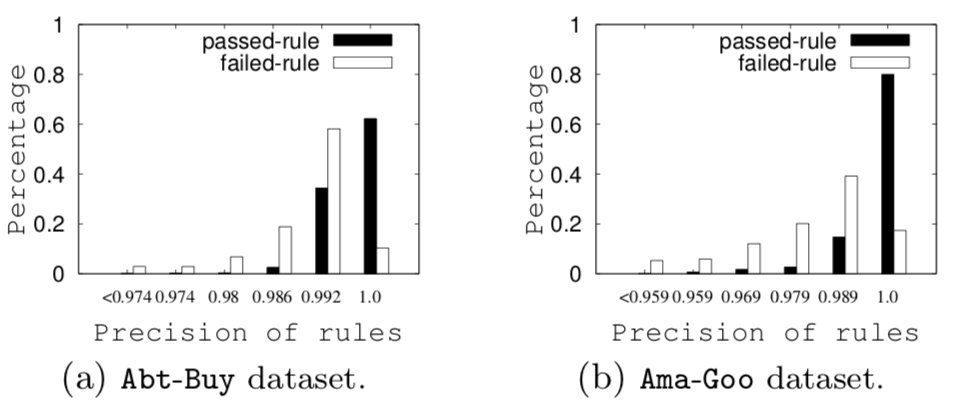 1
0.8
0.6
0.4
0.2
0
Percentage
passed-rule
failed-rule
<0.974 0.974 0.98 0.986 0.992 1.0
Precision of rules
(a) Abt-Buy dataset.
1
0.8
0.6
0.4
0.2
0
Percentage
passed-rule
failed-rule
<0.959 0.959 0.969 0.979 0.989 1.0
Precision of rules
(b) Ama-Goo dataset.